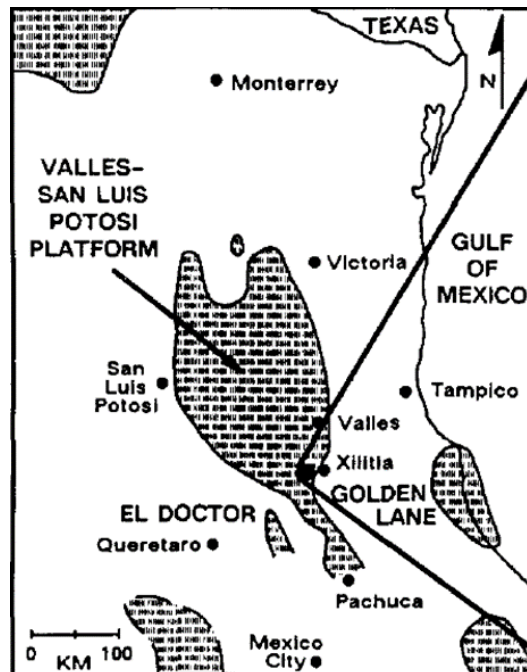 TEXAS
N
Monterrey
VALLES-
SAN LUIS
POTOSI
PLATFORM
GULF
OF
MEXICO
Victoria
San
Luis
Potosi
Tampico
Valles
Xilitla
GOLDEN
LANE
EL DOCTOR
Queretaro
Pachuca
0 100
KM
Mexico
City